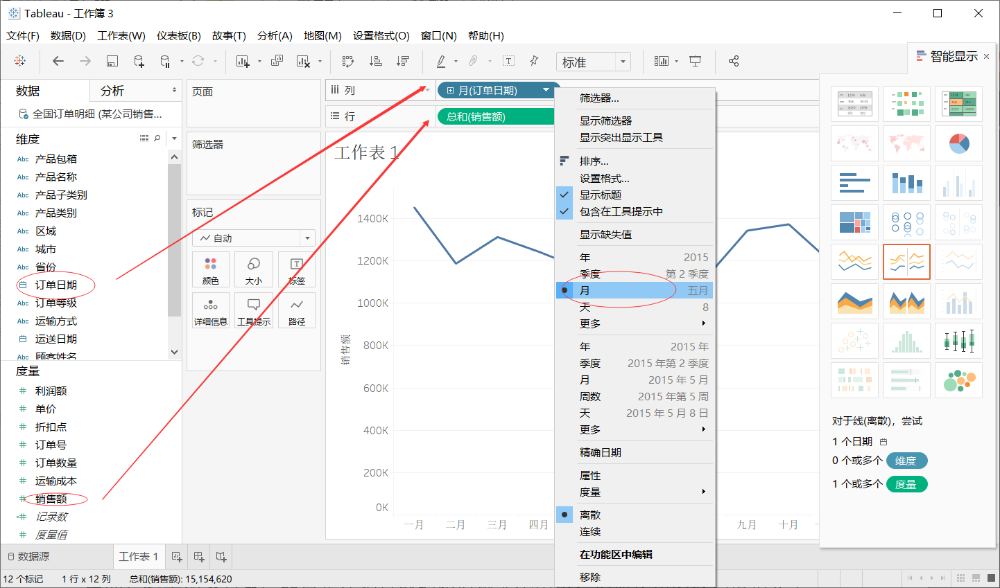 Tableau - 工作簿 3
文件(F) 数据(D) 工作表(W) 仪表板(B) 故事(T) 分析(A) 地图(M) 设置格式(O) 窗口(N) 帮助(H)
标准
智能显示
数据 分析
全国订单明细 (某公司销售...
维度
Abc 产品包箱
Abc 产品名称
Abc 产品子类别
Abc 产品类别
Abc 区域
Abc 城市
Abc 省份
订单日期
Abc 订单等级
Abc 运输方式
运送日期
Abc 顾客姓名
度量
利润额
单价
折扣点
订单号
订单数量
运输成本
销售额
记录数
度量值
页面
筛选器
标记
自动
颜色 大小 标签
详细信息 工具提示 路径
列 月(订单日期)
行 总和(销售额)
工作表 1
销售额
1400K
1200K
1000K
800K
600K
400K
200K
0K
一月 二月 三月 四月 九月 十月
筛选器...
显示筛选器
显示突出显示工具
排序...
设置格式...
显示标题
包含在工具提示中
显示缺失值
年 2015
季度 第 2 季度
月 五月
天 8
更多
年 2015 年
季度 2015 年第 2 季度
月 2015 年 5 月
周数 2015 年第 5 周
天 2015 年 5 月 8 日
更多
精确日期
属性
度量
离散
连续
在功能区中编辑
移除
对于线(离散)，尝试
1 个日期
0 个或多个 维度
1 个或多个 度量
数据源 工作表 1
12 个标记 1 行 x 12 列 总和(销售额): 15,154,620